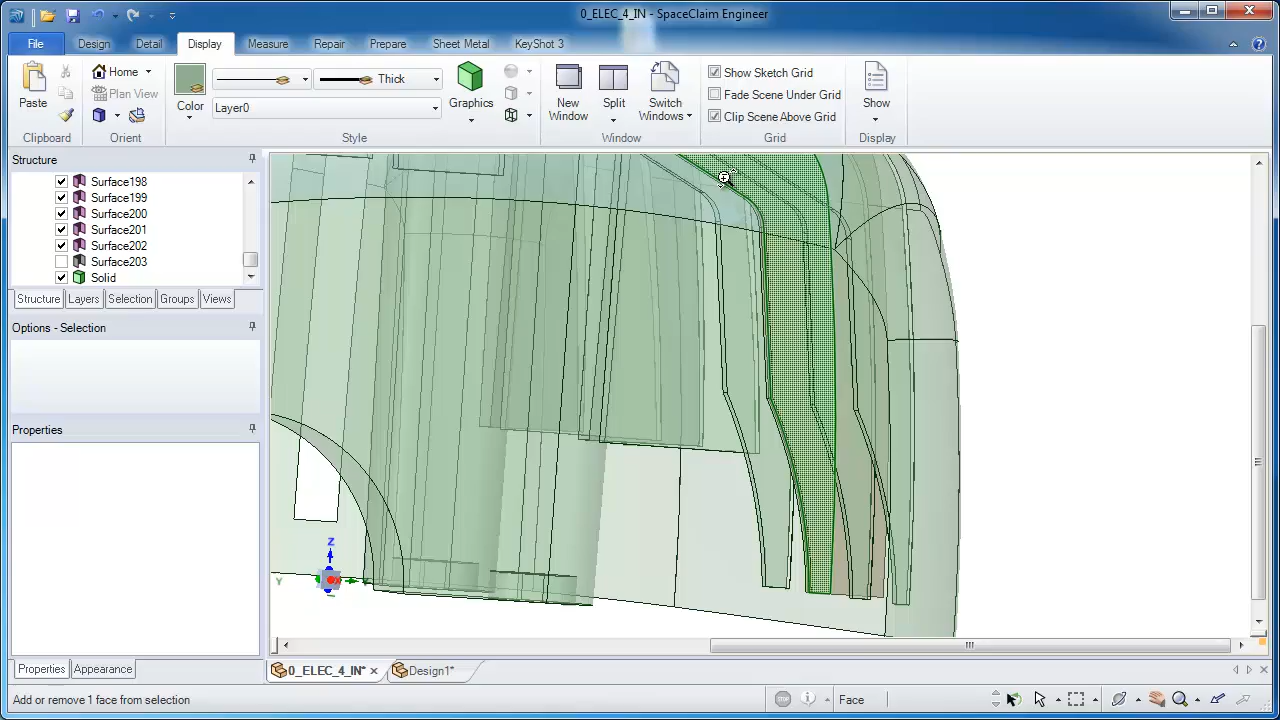 0_ELEC_4_IN - SpaceClaim Engineer
File Design Detail Display Measure Repair Prepare Sheet Metal KeyShot 3
Paste
Clipboard
Home
Plan View
Orient
Color
Thick
Layer0
Graphics
Style
New Window
Split
Switch Windows
Window
Show Sketch Grid
Fade Scene Under Grid
Clip Scene Above Grid
Grid
Show
Display
Structure
Surface198
Surface199
Surface200
Surface201
Surface202
Surface203
Solid
Structure Layers Selection Groups Views
Options - Selection
Properties
Properties Appearance
Z
Y
0_ELEC_4_IN* Design1*
Add or remove 1 face from selection
Face